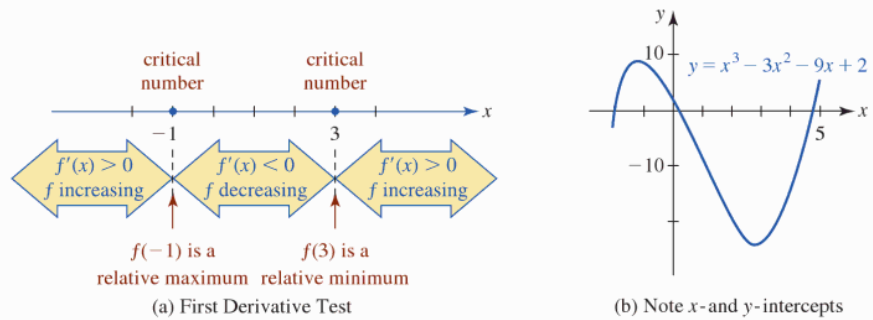 critical
number
critical
number
x
−1
3
f′(x) > 0
f increasing
f′(x) < 0
f decreasing
f′(x) > 0
f increasing
f(−1) is a
relative maximum
f(3) is a
relative minimum
(a) First Derivative Test
y
10
y = x³ − 3x² − 9x + 2
x
5
−10
(b) Note x- and y-intercepts